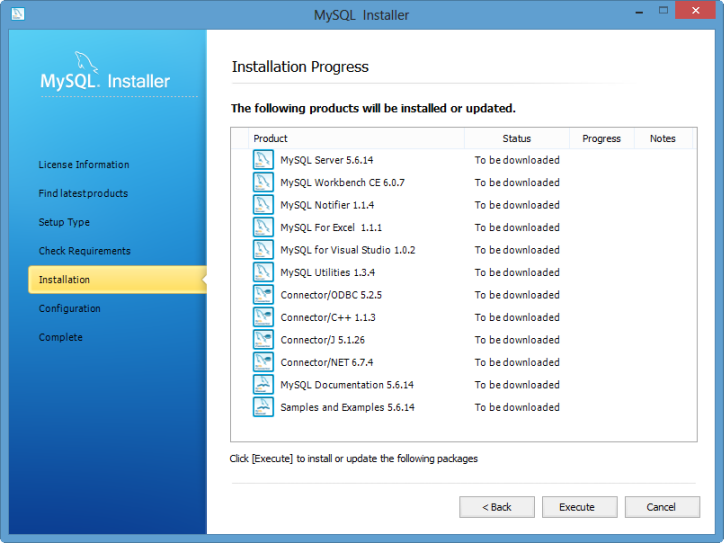 MySQL Installer
MySQL. Installer
License Information
Find latest products
Setup Type
Check Requirements
Installation
Configuration
Complete
Installation Progress
The following products will be installed or updated.
Product Status Progress Notes
MySQL Server 5.6.14 To be downloaded
MySQL Workbench CE 6.0.7 To be downloaded
MySQL Notifier 1.1.4 To be downloaded
MySQL For Excel 1.1.1 To be downloaded
MySQL for Visual Studio 1.0.2 To be downloaded
MySQL Utilities 1.3.4 To be downloaded
Connector/ODBC 5.2.5 To be downloaded
Connector/C++ 1.1.3 To be downloaded
Connector/J 5.1.26 To be downloaded
Connector/NET 6.7.4 To be downloaded
MySQL Documentation 5.6.14 To be downloaded
Samples and Examples 5.6.14 To be downloaded
Click [Execute] to install or update the following packages
< Back Execute Cancel